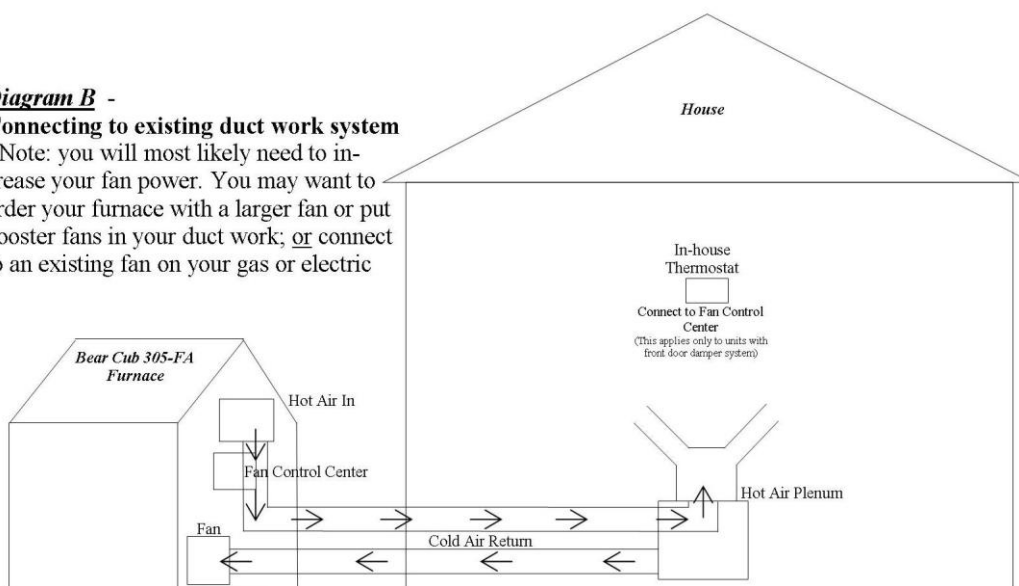 Diagram B -
Connecting to existing duct work system
Note: you will most likely need to in-
crease your fan power. You may want to
order your furnace with a larger fan or put
booster fans in your duct work; or connect
to an existing fan on your gas or electric
House
In-house
Thermostat
Connect to Fan Control
Center
(This applies only to units with
front door damper system)
Bear Cub 305-FA
Furnace
Hot Air In
Fan Control Center
Hot Air Plenum
Fan
Cold Air Return